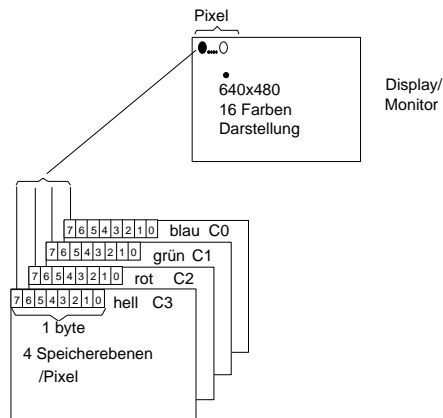 Pixel
640x480
16 Farben
Darstellung
Display/
Monitor
7 6 5 4 3 2 1 0 blau C0
7 6 5 4 3 2 1 0 grün C1
7 6 5 4 3 2 1 0 rot C2
7 6 5 4 3 2 1 0 hell C3
1 byte
4 Speicherebenen
/Pixel